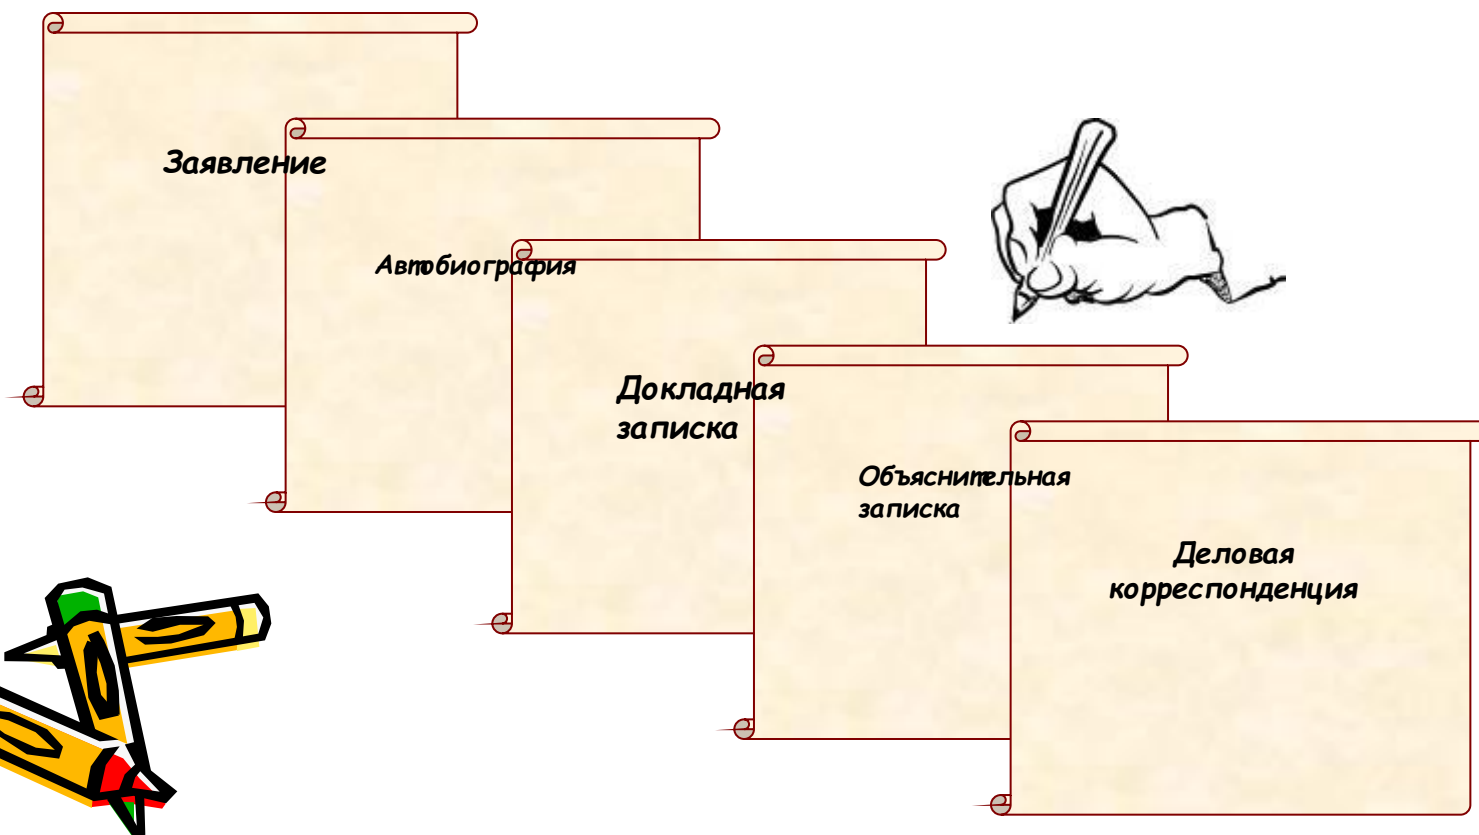 Заявление
Автобиография
Докладная
записка
Объяснительная
записка
Деловая
корреспонденция